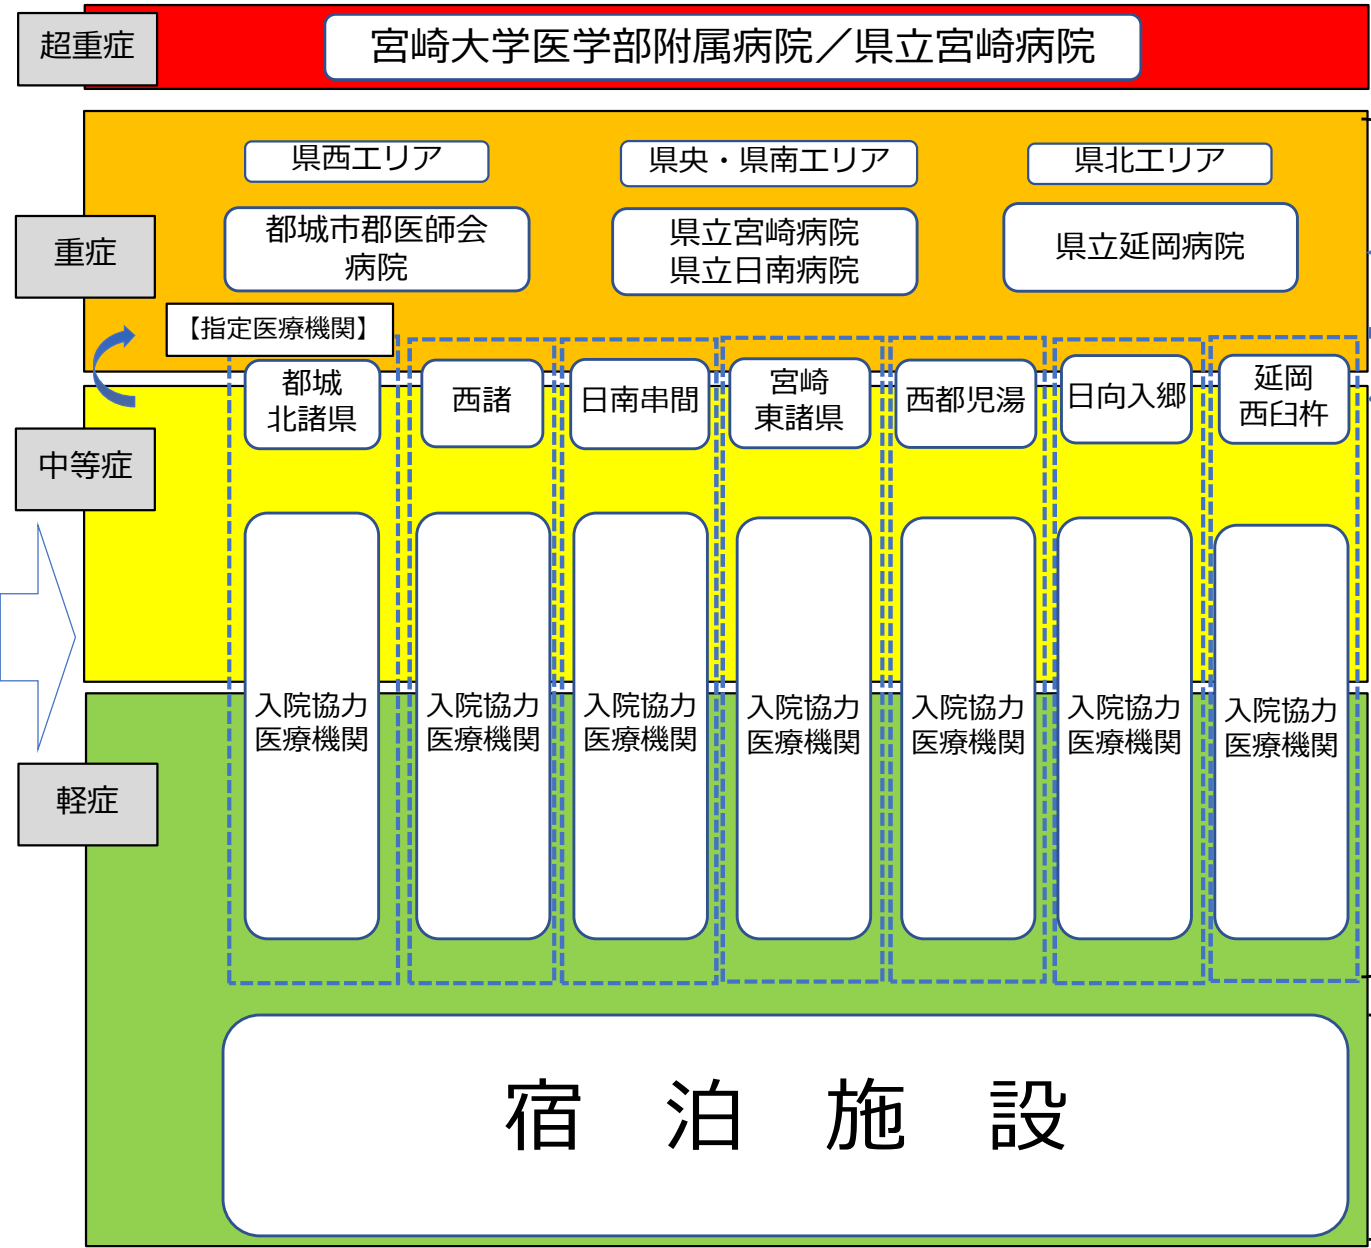 超重症
宮崎大学医学部附属病院／県立宮崎病院
県西エリア
県央・県南エリア
県北エリア
重症
都城市郡医師会
病院
県立宮崎病院
県立日南病院
県立延岡病院
【指定医療機関】
都城
北諸県
西諸
日南串間
宮崎
東諸県
西都児湯
日向入郷
延岡
西臼杵
中等症
入院協力
医療機関
入院協力
医療機関
入院協力
医療機関
入院協力
医療機関
入院協力
医療機関
入院協力
医療機関
入院協力
医療機関
軽症
宿　泊　施　設